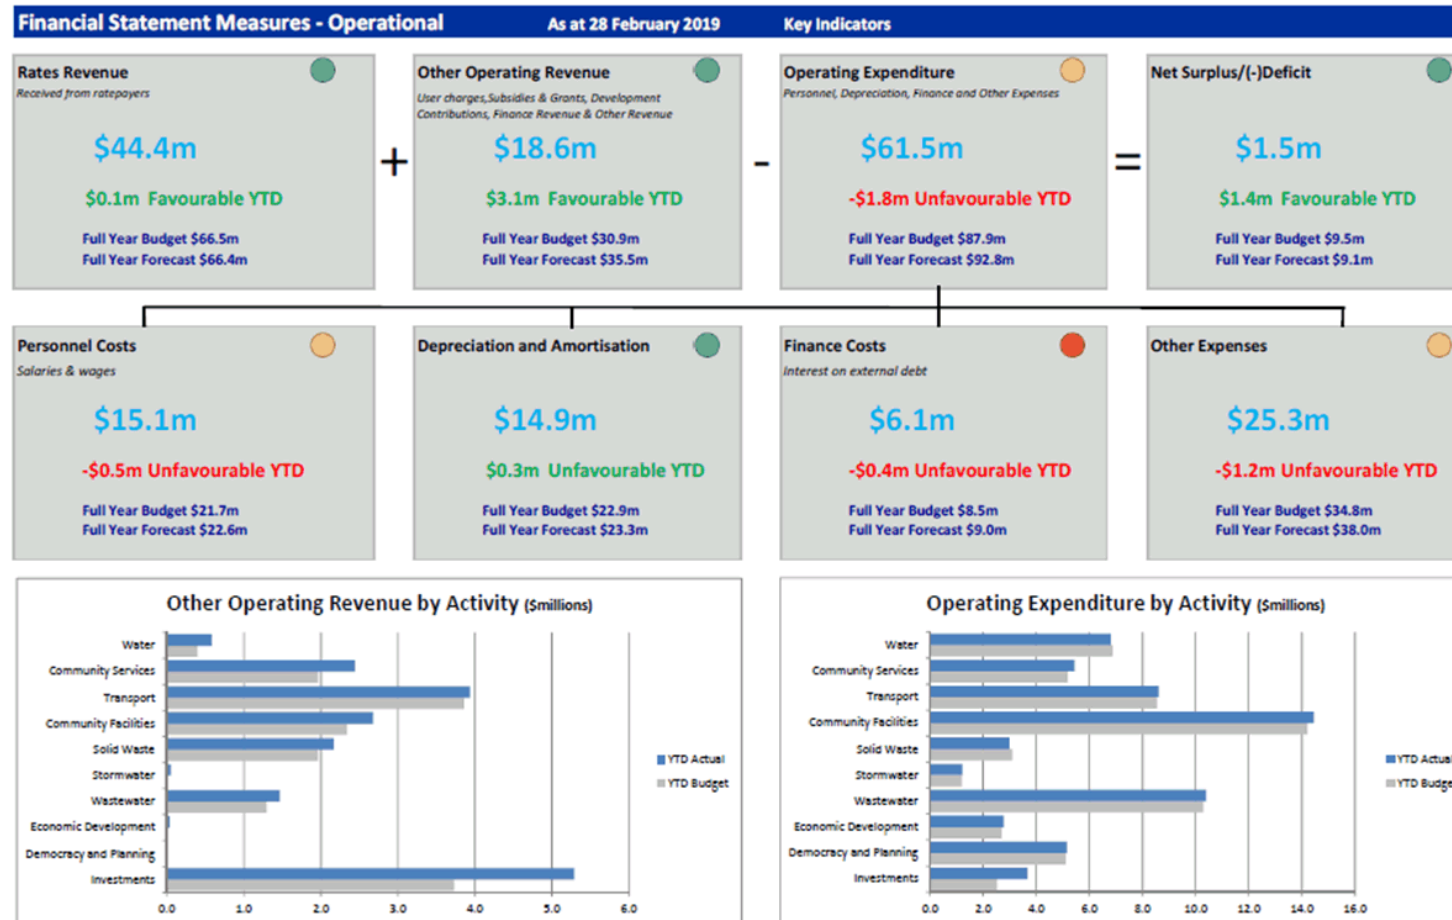 Financial Statement Measures - Operational As at 28 February 2019 Key Indicators
Rates Revenue
Received from ratepayers
$44.4m
$0.1m Favourable YTD
Full Year Budget $66.5m
Full Year Forecast $66.4m
+
Other Operating Revenue
User charges,Subsidies & Grants, Development
Contributions, Finance Revenue & Other Revenue
$18.6m
$3.1m Favourable YTD
Full Year Budget $30.9m
Full Year Forecast $35.5m
-
Operating Expenditure
Personnel, Depreciation, Finance and Other Expenses
$61.5m
-$1.8m Unfavourable YTD
Full Year Budget $87.9m
Full Year Forecast $92.8m
=
Net Surplus/(-)Deficit
$1.5m
$1.4m Favourable YTD
Full Year Budget $9.5m
Full Year Forecast $9.1m
Personnel Costs
Salaries & wages
$15.1m
-$0.5m Unfavourable YTD
Full Year Budget $21.7m
Full Year Forecast $22.6m
Depreciation and Amortisation
$14.9m
$0.3m Unfavourable YTD
Full Year Budget $22.9m
Full Year Forecast $23.3m
Finance Costs
Interest on external debt
$6.1m
-$0.4m Unfavourable YTD
Full Year Budget $8.5m
Full Year Forecast $9.0m
Other Expenses
$25.3m
-$1.2m Unfavourable YTD
Full Year Budget $34.8m
Full Year Forecast $38.0m
Other Operating Revenue by Activity ($millions)
Water
Community Services
Transport
Community Facilities
Solid Waste
Stormwater
Wastewater
Economic Development
Democracy and Planning
Investments
0.0 1.0 2.0 3.0 4.0 5.0 6.0
YTD Actual
YTD Budget
Operating Expenditure by Activity ($millions)
Water
Community Services
Transport
Community Facilities
Solid Waste
Stormwater
Wastewater
Economic Development
Democracy and Planning
Investments
0.0 2.0 4.0 6.0 8.0 10.0 12.0 14.0 16.0
YTD Actual
YTD Budge